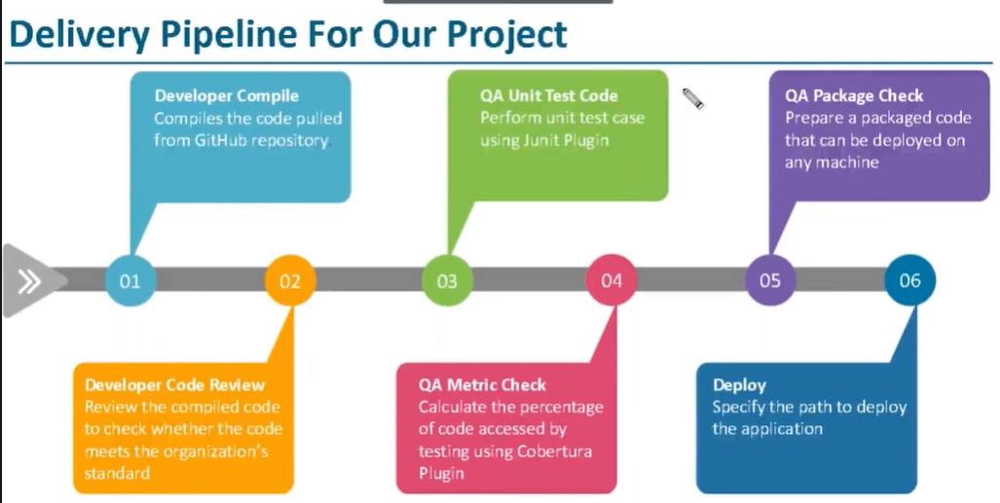 Delivery Pipeline For Our Project
Developer Compile
Compiles the code pulled
from GitHub repository.
QA Unit Test Code
Perform unit test case
using Junit Plugin
QA Package Check
Prepare a packaged code
that can be deployed on
any machine
01
02
03
04
05
06
Developer Code Review
Review the compiled code
to check whether the code
meets the organization's
standard
QA Metric Check
Calculate the percentage
of code accessed by
testing using Cobertura
Plugin
Deploy
Specify the path to deploy
the application